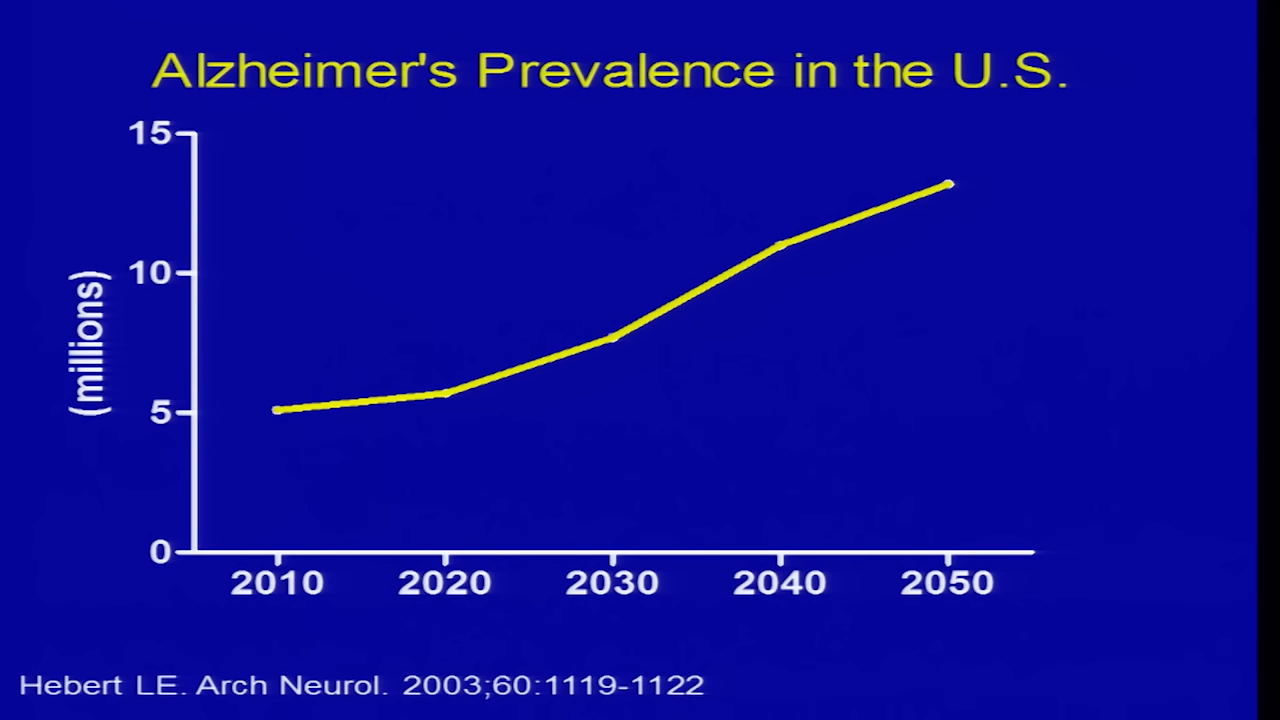 Alzheimer's Prevalence in the U.S.
15
10
5
0
(millions)
2010 2020 2030 2040 2050
Hebert LE. Arch Neurol. 2003;60:1119-1122